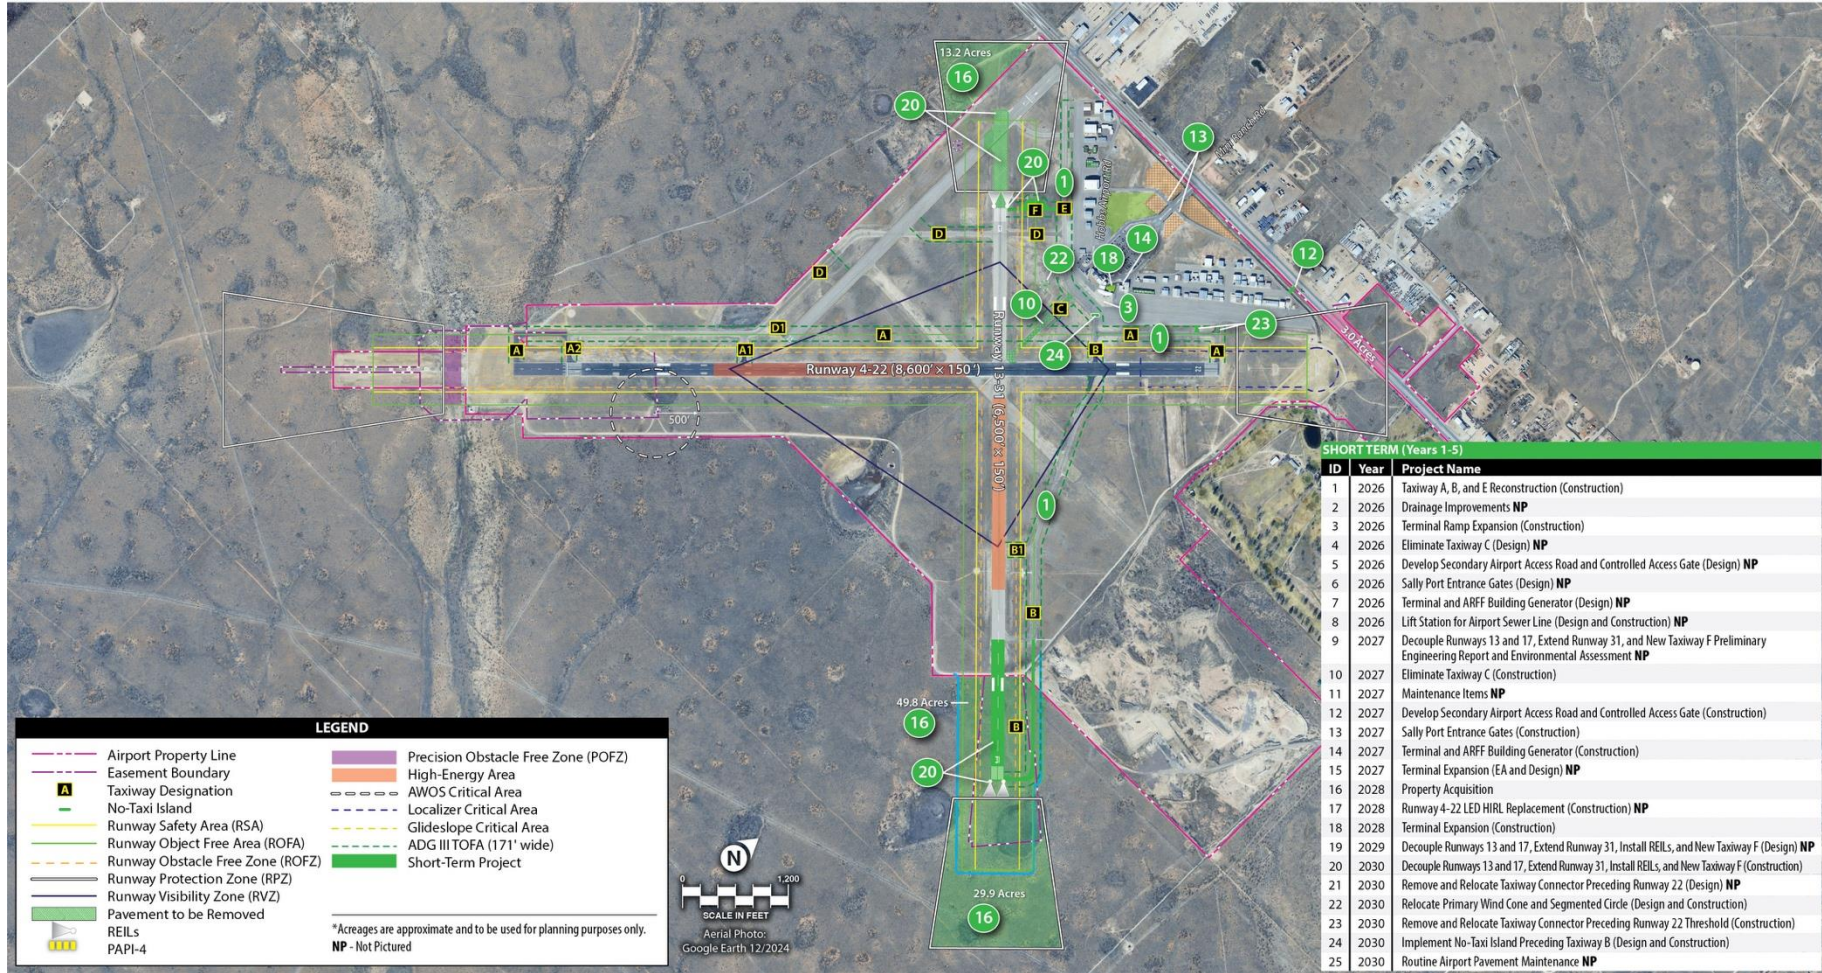 13.2 Acres
16
20
13
High Ranch Rd
20
1
F
E
Hobbs Airport Rd
D
D
14
22
18
12
D
10
3
C
D1
A
A
1
23
3.0 Acres
A
A2
A1
24
B
A
Runway 4-22 (8,600' × 150')
Runway 13-31 (6,500' × 150')
22
500'
1
B1
B
49.8 Acres
16
B
31
20
29.9 Acres
16
N
0 1,200
SCALE IN FEET
Aerial Photo:
Google Earth 12/2024
LEGEND
Airport Property Line
Easement Boundary
A Taxiway Designation
No-Taxi Island
Runway Safety Area (RSA)
Runway Object Free Area (ROFA)
Runway Obstacle Free Zone (ROFZ)
Runway Protection Zone (RPZ)
Runway Visibility Zone (RVZ)
Pavement to be Removed
REILs
PAPI-4
Precision Obstacle Free Zone (POFZ)
High-Energy Area
AWOS Critical Area
Localizer Critical Area
Glideslope Critical Area
ADG III TOFA (171' wide)
Short-Term Project
*Acreages are approximate and to be used for planning purposes only.
NP - Not Pictured
SHORT TERM (Years 1-5)
ID Year Project Name
1 2026 Taxiway A, B, and E Reconstruction (Construction)
2 2026 Drainage Improvements NP
3 2026 Terminal Ramp Expansion (Construction)
4 2026 Eliminate Taxiway C (Design) NP
5 2026 Develop Secondary Airport Access Road and Controlled Access Gate (Design) NP
6 2026 Sally Port Entrance Gates (Design) NP
7 2026 Terminal and ARFF Building Generator (Design) NP
8 2026 Lift Station for Airport Sewer Line (Design and Construction) NP
9 2027 Decouple Runways 13 and 17, Extend Runway 31, and New Taxiway F Preliminary
Engineering Report and Environmental Assessment NP
10 2027 Eliminate Taxiway C (Construction)
11 2027 Maintenance Items NP
12 2027 Develop Secondary Airport Access Road and Controlled Access Gate (Construction)
13 2027 Sally Port Entrance Gates (Construction)
14 2027 Terminal and ARFF Building Generator (Construction)
15 2027 Terminal Expansion (EA and Design) NP
16 2028 Property Acquisition
17 2028 Runway 4-22 LED HIRL Replacement (Construction) NP
18 2028 Terminal Expansion (Construction)
19 2029 Decouple Runways 13 and 17, Extend Runway 31, Install REILs, and New Taxiway F (Design) NP
20 2030 Decouple Runways 13 and 17, Extend Runway 31, Install REILs, and New Taxiway F (Construction)
21 2030 Remove and Relocate Taxiway Connector Preceding Runway 22 (Design) NP
22 2030 Relocate Primary Wind Cone and Segmented Circle (Design and Construction)
23 2030 Remove and Relocate Taxiway Connector Preceding Runway 22 Threshold (Construction)
24 2030 Implement No-Taxi Island Preceding Taxiway B (Design and Construction)
25 2030 Routine Airport Pavement Maintenance NP